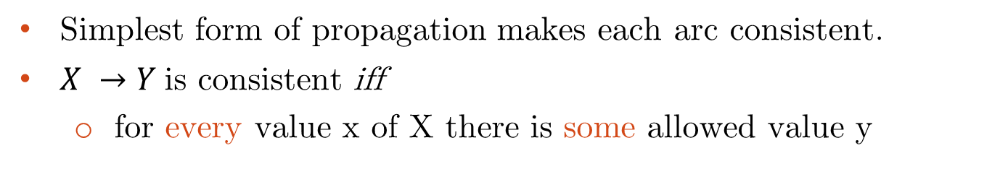 • Simplest form of propagation makes each arc consistent.
• X → Y is consistent iff
○ for every value x of X there is some allowed value y